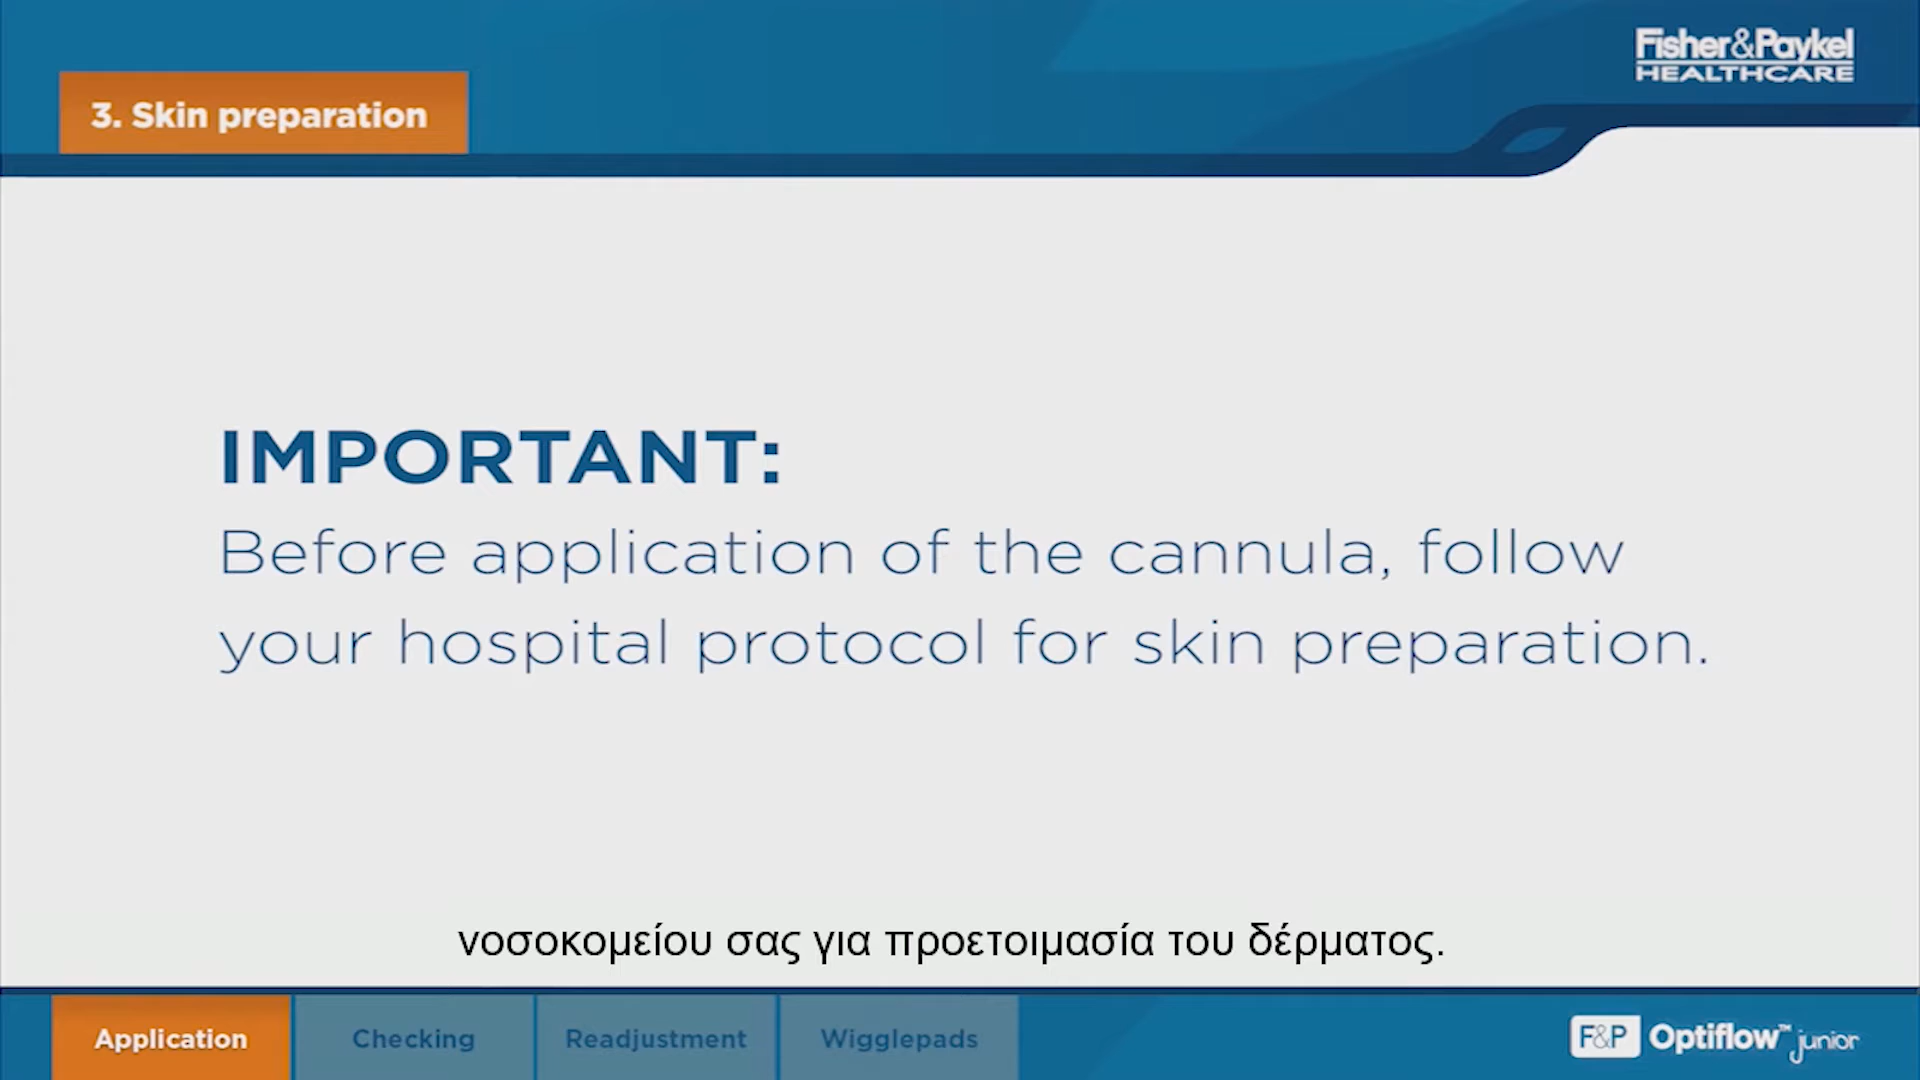 Fisher&Paykel
HEALTHCARE
3. Skin preparation
IMPORTANT:
Before application of the cannula, follow
your hospital protocol for skin preparation.
νοσοκομείου σας για προετοιμασία του δέρματος.
Application
Checking
Readjustment
Wigglepads
F&P Optiflow™ junior